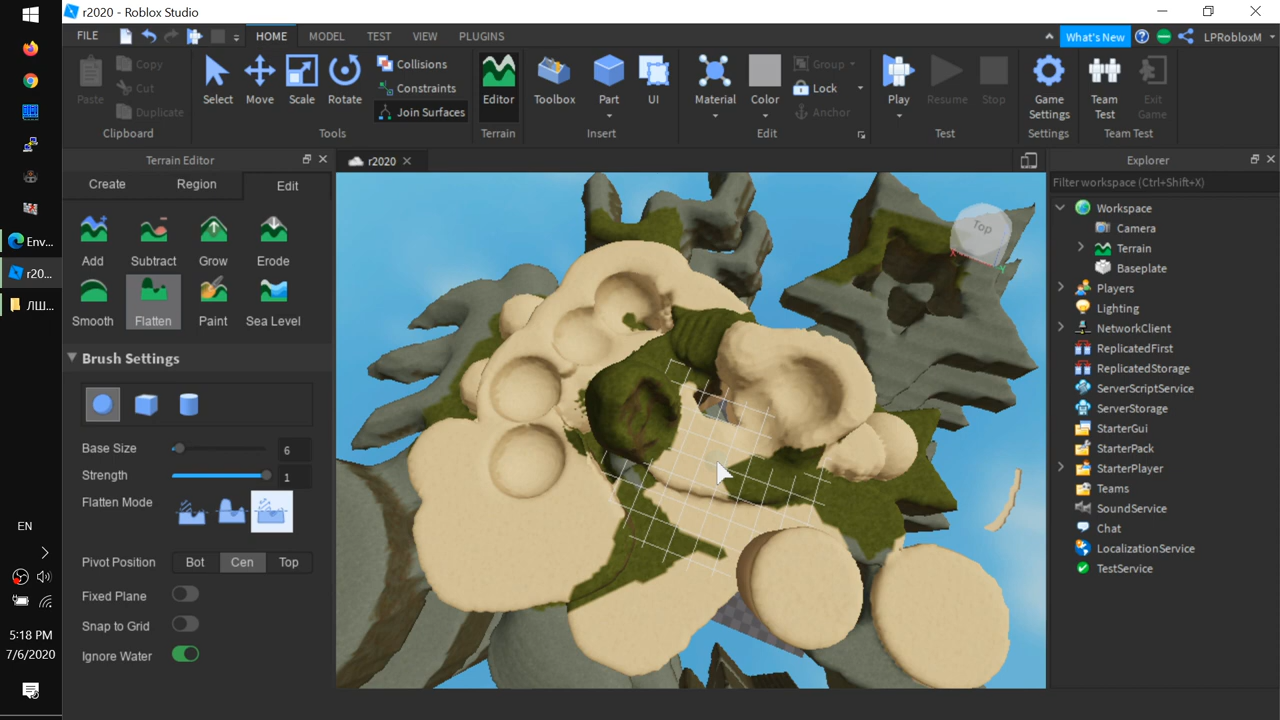 r2020 - Roblox Studio
FILE
HOME
MODEL
TEST
VIEW
PLUGINS
What's New
LPRobloxM
Paste
Copy
Cut
Duplicate
Clipboard
Select
Move
Scale
Rotate
Collisions
Constraints
Join Surfaces
Tools
Editor
Terrain
Toolbox
Part
UI
Insert
Material
Color
Group
Lock
Anchor
Edit
Play
Resume
Stop
Test
Game
Settings
Settings
Team
Test
Exit
Game
Team Test
Terrain Editor
r2020
Explorer
Create
Region
Edit
Add
Subtract
Grow
Erode
Smooth
Flatten
Paint
Sea Level
Brush Settings
Base Size
6
Strength
1
Flatten Mode
Pivot Position
Bot
Cen
Top
Fixed Plane
Snap to Grid
Ignore Water
Top
X
Y
Filter workspace (Ctrl+Shift+X)
Workspace
Camera
Terrain
Baseplate
Players
Lighting
NetworkClient
ReplicatedFirst
ReplicatedStorage
ServerScriptService
ServerStorage
StarterGui
StarterPack
StarterPlayer
Teams
SoundService
Chat
LocalizationService
TestService
Env...
r20...
ЛШ...
EN
5:18 PM
7/6/2020